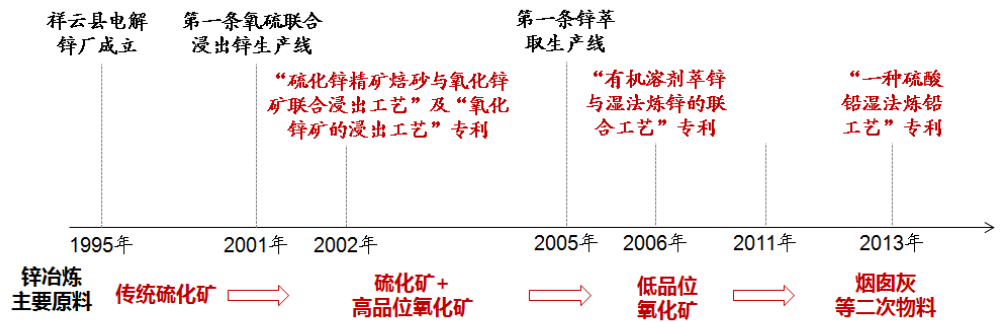 祥云县电解
锌厂成立
第一条氧硫联合
浸出锌生产线
第一条锌萃
取生产线
“硫化锌精矿焙砂与氧化锌
矿联合浸出工艺”及“氧化
锌矿的浸出工艺”专利
“有机溶剂萃锌
与湿法炼锌的联
合工艺”专利
“一种硫酸
铅湿法炼铅
工艺”专利
1995年
2001年
2002年
2005年
2006年
2011年
2013年
锌冶炼
主要原料
传统硫化矿
硫化矿+
高品位氧化矿
低品位
氧化矿
烟囱灰
等二次物料